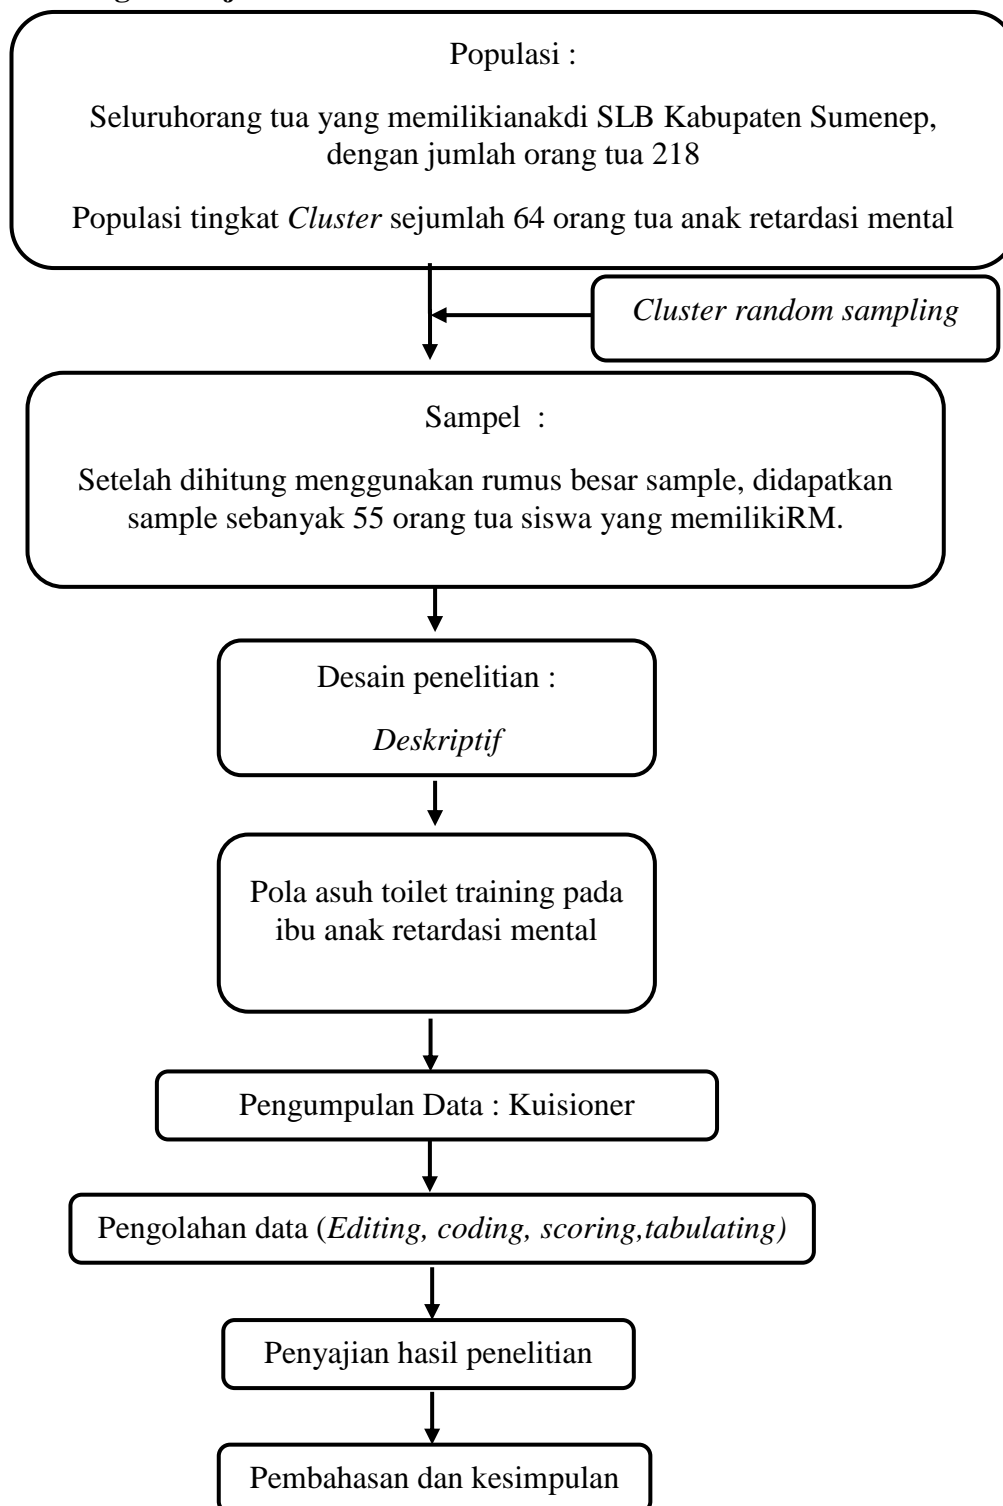 Populasi :
Seluruhorang tua yang memilikianakdi SLB Kabupaten Sumenep,
dengan jumlah orang tua 218
Populasi tingkat Cluster sejumlah 64 orang tua anak retardasi mental
Cluster random sampling
Sampel :
Setelah dihitung menggunakan rumus besar sample, didapatkan
sample sebanyak 55 orang tua siswa yang memilikiRM.
Desain penelitian :
Deskriptif
Pola asuh toilet training pada
ibu anak retardasi mental
Pengumpulan Data : Kuisioner
Pengolahan data (Editing, coding, scoring,tabulating)
Penyajian hasil penelitian
Pembahasan dan kesimpulan